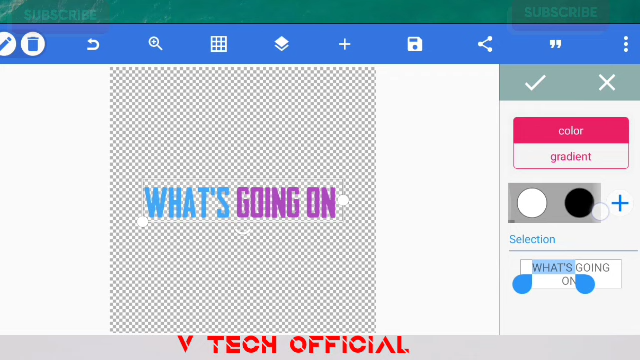 SUBSCRIBE
SUBSCRIBE
color
gradient
WHAT'S GOING ON
Selection
WHAT'S GOING
ON
V TECH OFFICIAL